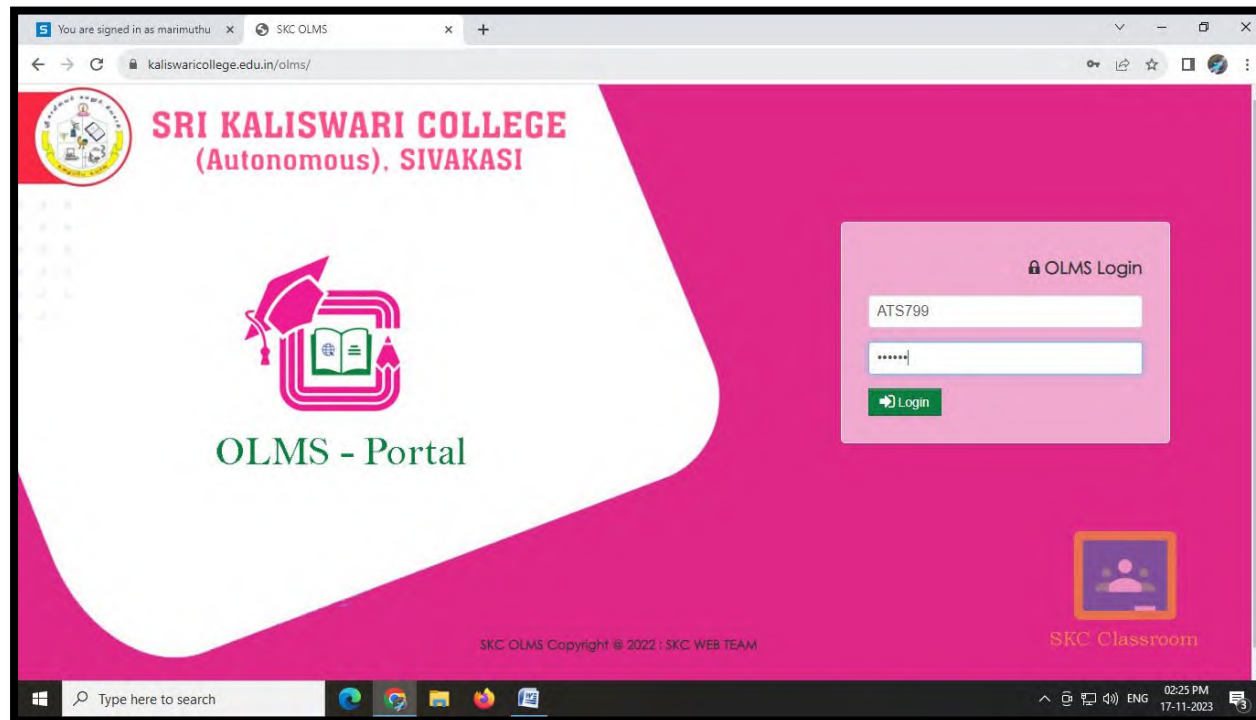 You are signed in as marimuthu
SKC OLMS
kaliswaricollege.edu.in/olms/
SRI KALISWARI COLLEGE
(Autonomous), SIVAKASI
OLMS Login
ATS799
Login
OLMS - Portal
SKC Classroom
SKC OLMS Copyright @ 2022 : SKC WEB TEAM
Type here to search
ENG
02:25 PM
17-11-2023
3